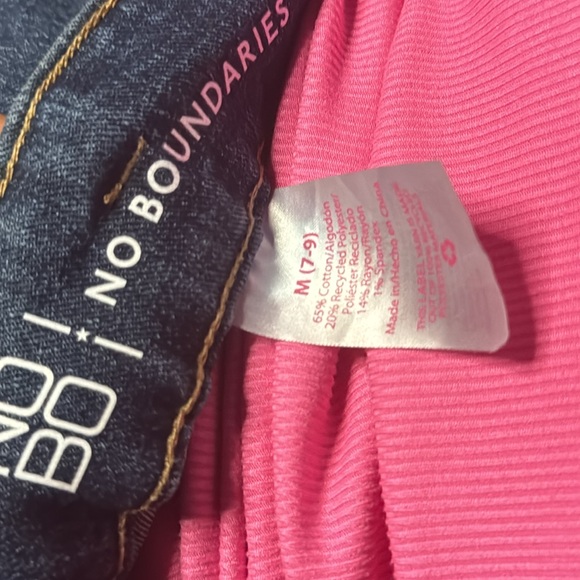 NO BOUNDARIES
NO
BO
M (7-9)
65% Cotton/Algodón
20% Recycled Polyester/
Poliéster Reciclado
14% Rayon/Rayón
1% Spandex
Made in/Hecho en China